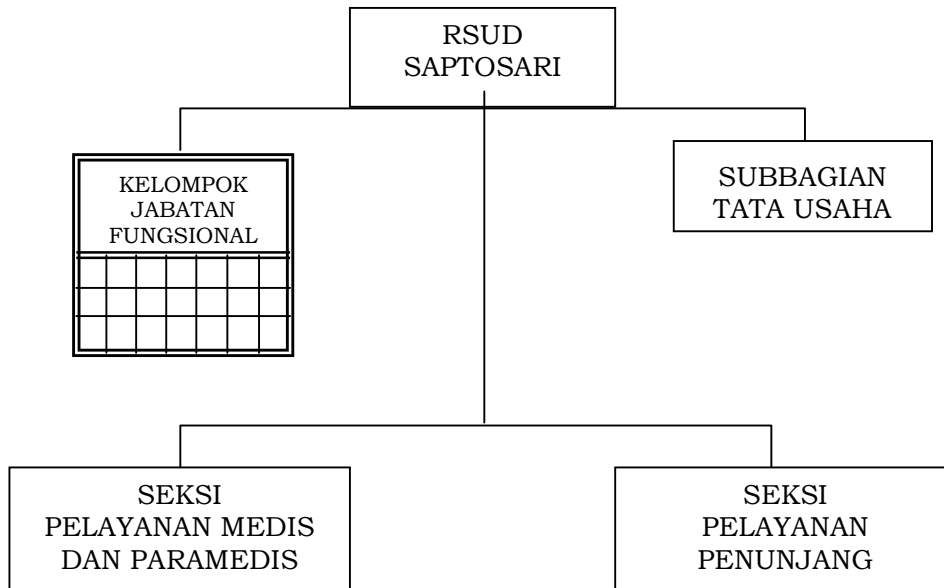 RSUD
SAPTOSARI
KELOMPOK
JABATAN
FUNGSIONAL
SUBBAGIAN
TATA USAHA
SEKSI
PELAYANAN MEDIS
DAN PARAMEDIS
SEKSI
PELAYANAN
PENUNJANG